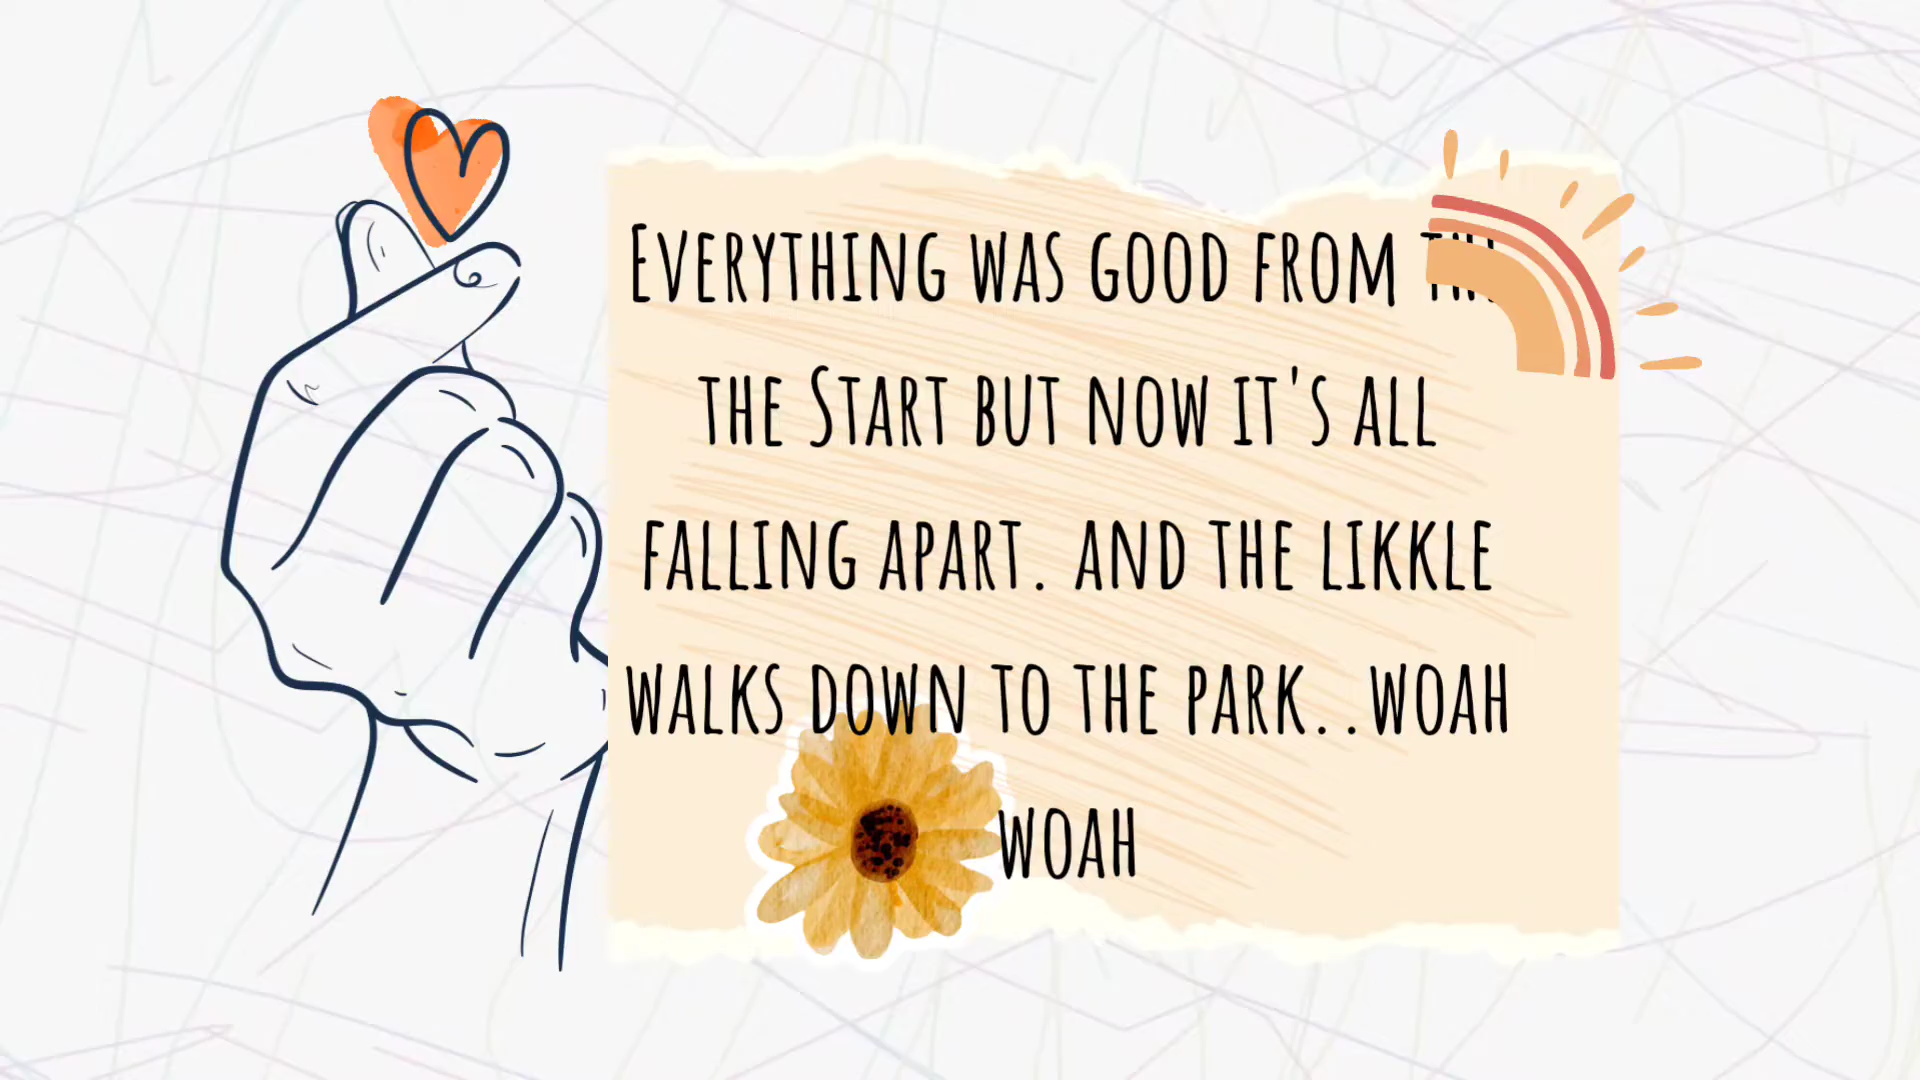 Everything was good from
the Start but now it's all
falling apart. and the likkle
walks down to the park..woah
woah